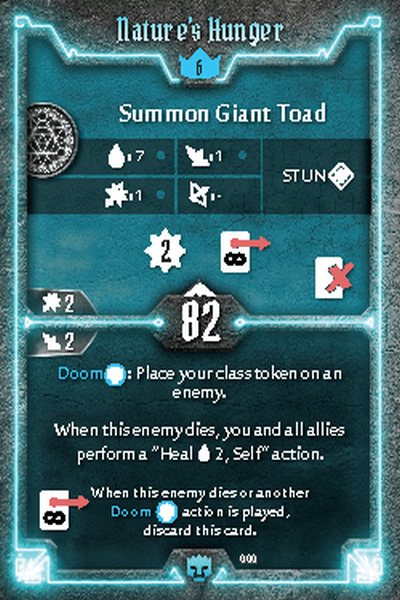 Nature's Hunger
6
Summon Giant Toad
: 7
: 1
STUN
: 1
: -
2
2
82
2
Doom : Place your class token on an
enemy.
When this enemy dies, you and all allies
perform a "Heal 2, Self" action.
When this enemy dies or another
Doom action is played,
discard this card.
000